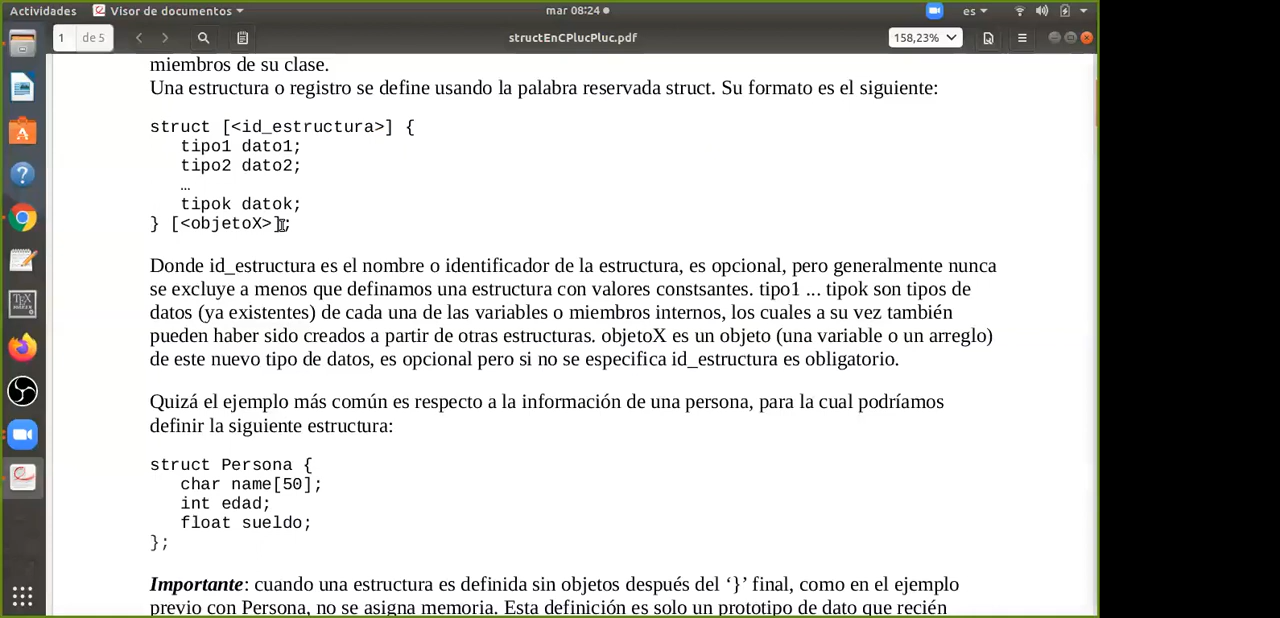 Actividades Visor de documentos mar 08:24 es
1 de 5 structEnCPlucPluc.pdf 158,23%
miembros de su clase.
Una estructura o registro se define usando la palabra reservada struct. Su formato es el siguiente:
struct [<id_estructura>] {
tipo1 dato1;
tipo2 dato2;
…
tipok datok;
} [<objetoX>];
Donde id_estructura es el nombre o identificador de la estructura, es opcional, pero generalmente nunca
se excluye a menos que definamos una estructura con valores constsantes. tipo1 ... tipok son tipos de
datos (ya existentes) de cada una de las variables o miembros internos, los cuales a su vez también
pueden haber sido creados a partir de otras estructuras. objetoX es un objeto (una variable o un arreglo)
de este nuevo tipo de datos, es opcional pero si no se especifica id_estructura es obligatorio.
Quizá el ejemplo más común es respecto a la información de una persona, para la cual podríamos
definir la siguiente estructura:
struct Persona {
char name[50];
int edad;
float sueldo;
};
Importante: cuando una estructura es definida sin objetos después del ‘}’ final, como en el ejemplo
previo con Persona, no se asigna memoria. Esta definición es solo un prototipo de dato que recién